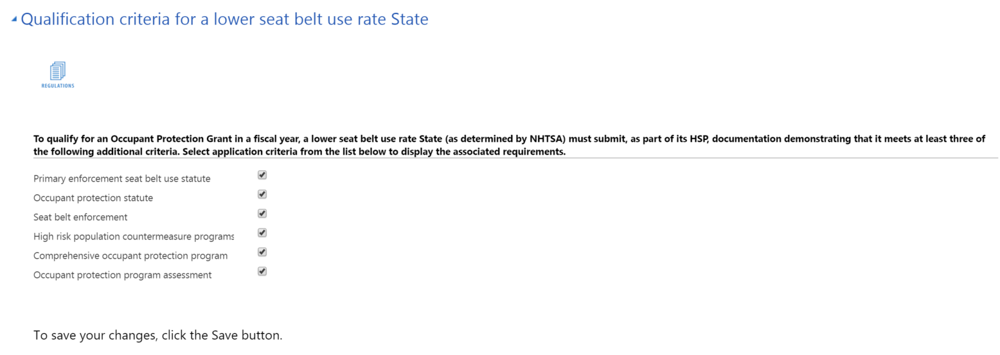 Qualification criteria for a lower seat belt use rate State
REGULATIONS
To qualify for an Occupant Protection Grant in a fiscal year, a lower seat belt use rate State (as determined by NHTSA) must submit, as part of its HSP, documentation demonstrating that it meets at least three of
the following additional criteria. Select application criteria from the list below to display the associated requirements.
Primary enforcement seat belt use statute
Occupant protection statute
Seat belt enforcement
High risk population countermeasure programs
Comprehensive occupant protection program
Occupant protection program assessment
To save your changes, click the Save button.